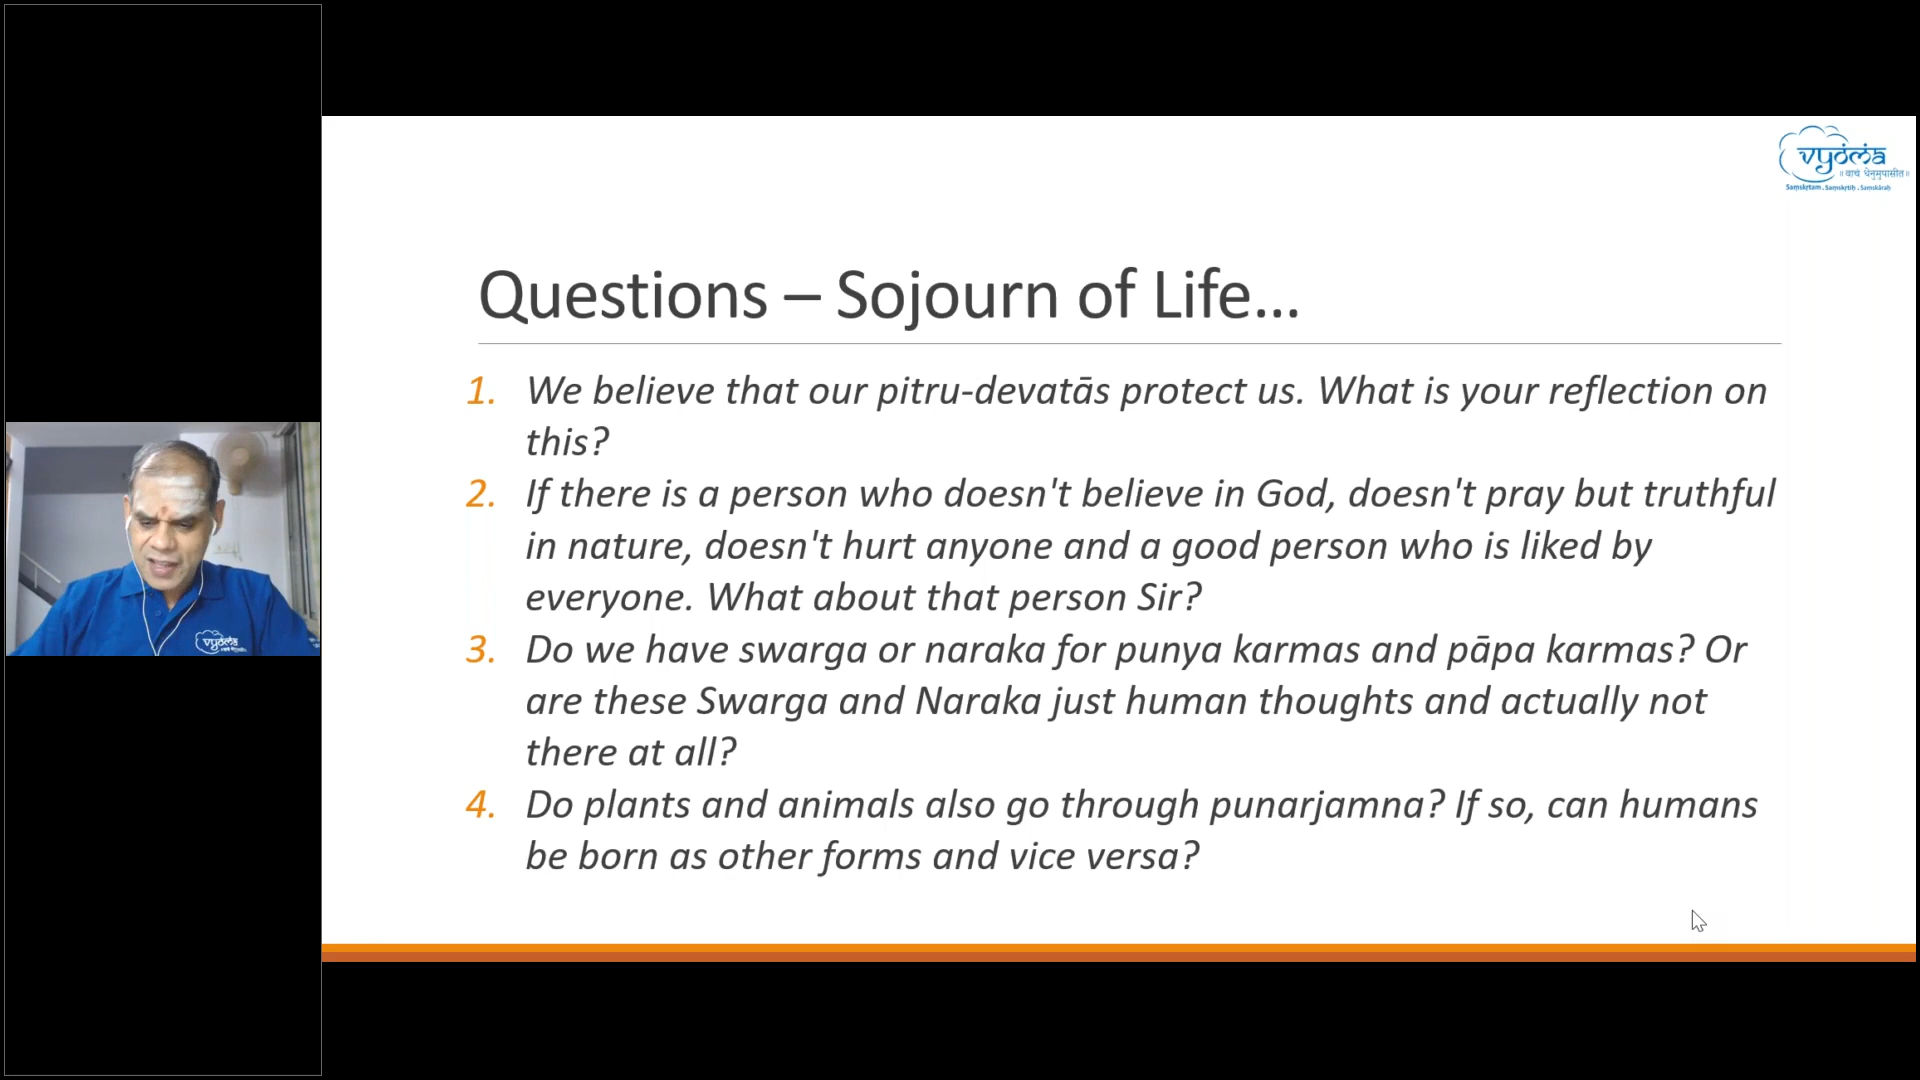 vyoma
॥ वाचं धेनुमुपासीत॥
Saṃskṛtam . Saṃskṛtiḥ . Saṃskāraḥ
Questions – Sojourn of Life...
1. We believe that our pitru-devatās protect us. What is your reflection on
this?
2. If there is a person who doesn't believe in God, doesn't pray but truthful
in nature, doesn't hurt anyone and a good person who is liked by
everyone. What about that person Sir?
3. Do we have swarga or naraka for punya karmas and pāpa karmas? Or
are these Swarga and Naraka just human thoughts and actually not
there at all?
4. Do plants and animals also go through punarjamna? If so, can humans
be born as other forms and vice versa?
vyoma